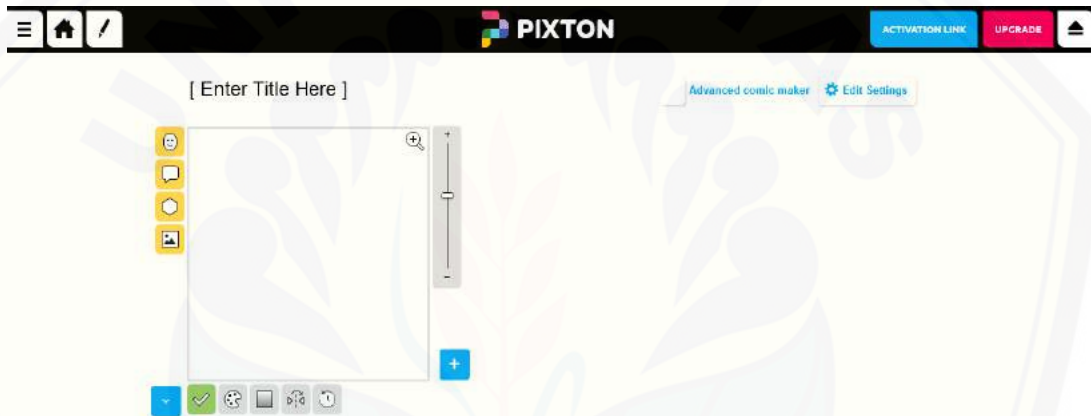 PIXTON
ACTIVATION LINK
UPGRADE
[ Enter Title Here ]
Advanced comic maker
Edit Settings